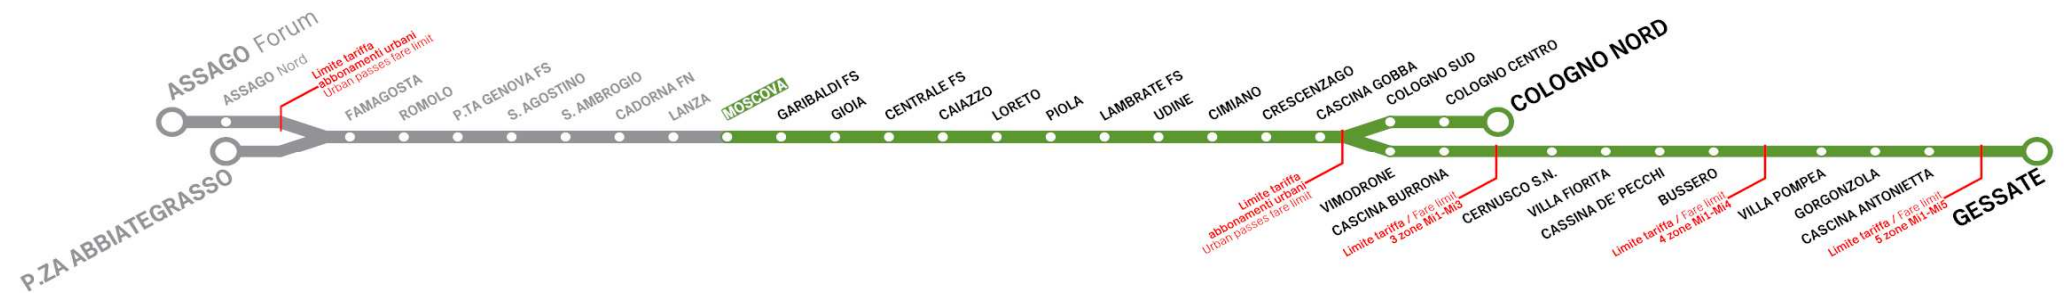 ASSAGO Forum
ASSAGO Nord
Limite tariffa
abbonamenti urbani
Urban passes fare limit
P.ZA ABBIATEGRASSO
FAMAGOSTA
ROMOLO
P.TA GENOVA FS
S. AGOSTINO
S. AMBROGIO
CADORNA FN
LANZA
MOSCOVA
GARIBALDI FS
GIOIA
CENTRALE FS
CAIAZZO
LORETO
PIOLA
LAMBRATE FS
UDINE
CIMIANO
CRESCENZAGO
CASCINA GOBBA
COLOGNO SUD
COLOGNO CENTRO
COLOGNO NORD
Limite tariffa
abbonamenti urbani
Urban passes fare limit
VIMODRONE
CASCINA BURRONA
Limite tariffa / Fare limit
3 zone Mi1-Mi3
CERNUSCO S.N.
VILLA FIORITA
CASSINA DE' PECCHI
BUSSERO
Limite tariffa / Fare limit
4 zone Mi1-Mi4
VILLA POMPEA
GORGONZOLA
CASCINA ANTONIETTA
Limite tariffa / Fare limit
5 zone Mi1-Mi5
GESSATE